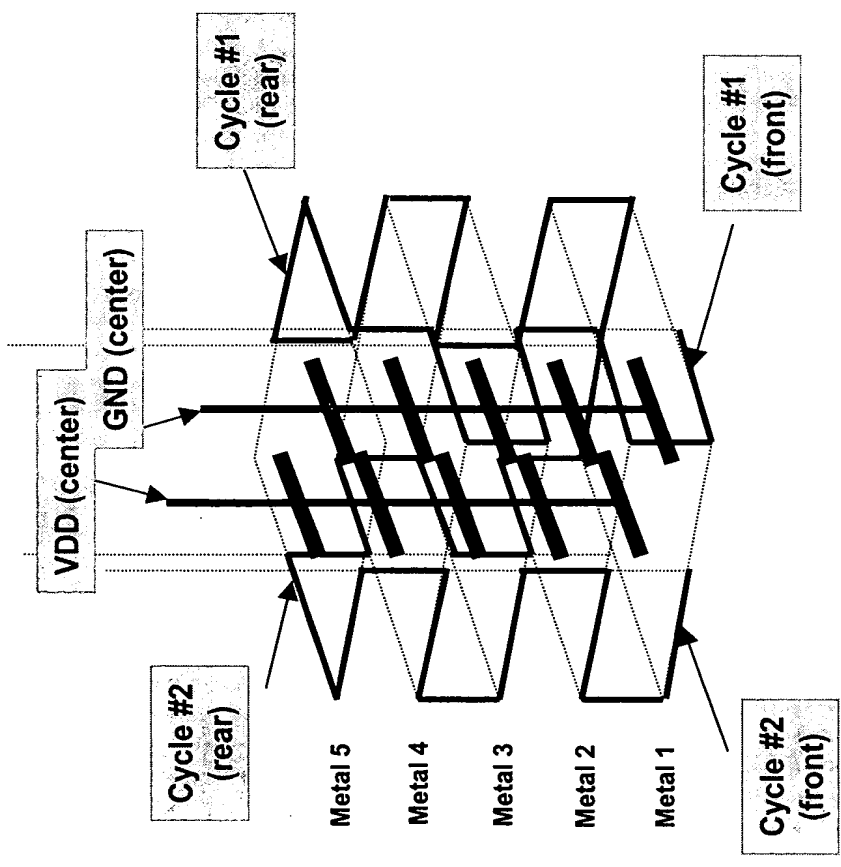 VDD (center)
GND (center)
Cycle #1
(rear)
Cycle #2
(rear)
Metal 5
Metal 4
Metal 3
Metal 2
Metal 1
Cycle #1
(front)
Cycle #2
(front)